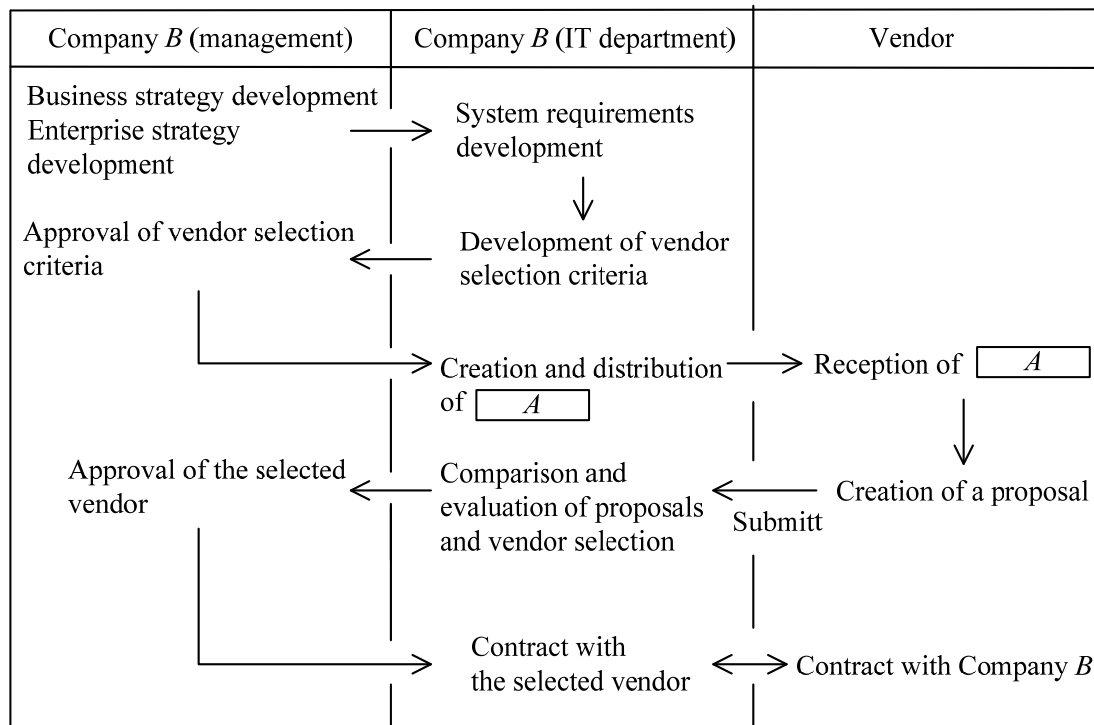 Company B (management)
Company B (IT department)
Vendor
Business strategy development
Enterprise strategy
development
System requirements
development
Approval of vendor selection
criteria
Development of vendor
selection criteria
Creation and distribution
of A
Reception of A
Approval of the selected
vendor
Comparison and
evaluation of proposals
and vendor selection
Creation of a proposal
Submitt
Contract with
the selected vendor
Contract with Company B